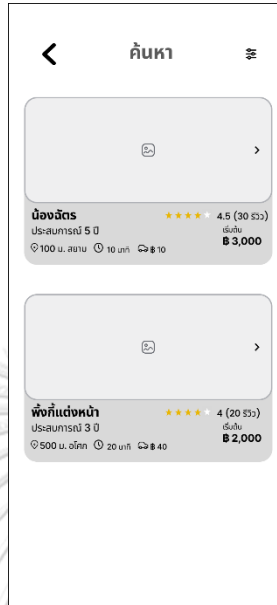 ค้นหา
น้องฉัตร 4.5 (30 รีวิว)
ประสบการณ์ 5 ปี เริ่มต้น
100 ม. สยาม 10 นาที ฿ 10 ฿ 3,000
พิ้งกี้แต่งหน้า 4 (20 รีวิว)
ประสบการณ์ 3 ปี เริ่มต้น
500 ม. อโศก 20 นาที ฿ 40 ฿ 2,000